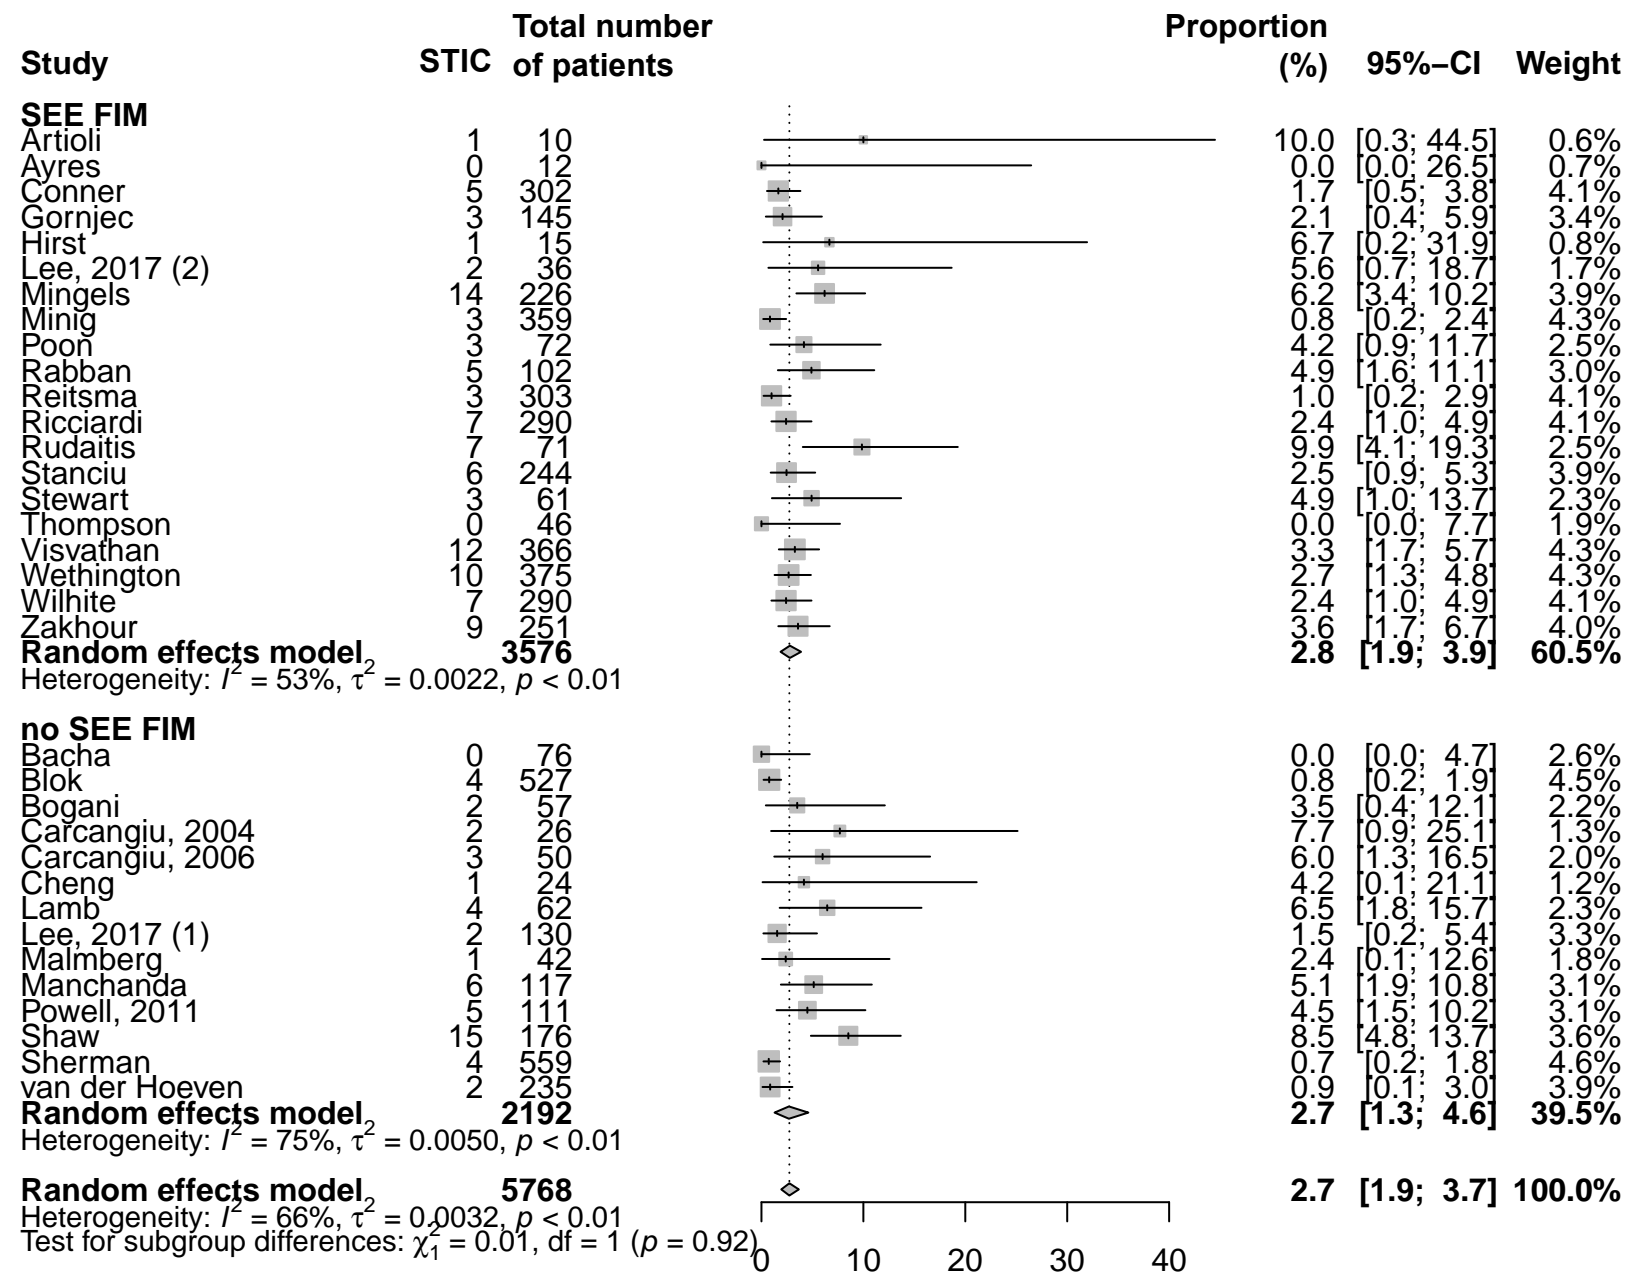 Study STIC Total number of patients Proportion (%) 95%−CI Weight
SEE FIM
Artioli 1 10 10.0 [0.3; 44.5] 0.6%
Ayres 0 12 0.0 [0.0; 26.5] 0.7%
Conner 5 302 1.7 [0.5; 3.8] 4.1%
Gornjec 3 145 2.1 [0.4; 5.9] 3.4%
Hirst 1 15 6.7 [0.2; 31.9] 0.8%
Lee, 2017 (2) 2 36 5.6 [0.7; 18.7] 1.7%
Mingels 14 226 6.2 [3.4; 10.2] 3.9%
Minig 3 359 0.8 [0.2; 2.4] 4.3%
Poon 3 72 4.2 [0.9; 11.7] 2.5%
Rabban 5 102 4.9 [1.6; 11.1] 3.0%
Reitsma 3 303 1.0 [0.2; 2.9] 4.1%
Ricciardi 7 290 2.4 [1.0; 4.9] 4.1%
Rudaitis 7 71 9.9 [4.1; 19.3] 2.5%
Stanciu 6 244 2.5 [0.9; 5.3] 3.9%
Stewart 3 61 4.9 [1.0; 13.7] 2.3%
Thompson 0 46 0.0 [0.0; 7.7] 1.9%
Visvathan 12 366 3.3 [1.7; 5.7] 4.3%
Wethington 10 375 2.7 [1.3; 4.8] 4.3%
Wilhite 7 290 2.4 [1.0; 4.9] 4.1%
Zakhour 9 251 3.6 [1.7; 6.7] 4.0%
Random effects model 3576 2.8 [1.9; 3.9] 60.5%
Heterogeneity: I² = 53%, τ² = 0.0022, p < 0.01
no SEE FIM
Bacha 0 76 0.0 [0.0; 4.7] 2.6%
Blok 4 527 0.8 [0.2; 1.9] 4.5%
Bogani 2 57 3.5 [0.4; 12.1] 2.2%
Carcangiu, 2004 2 26 7.7 [0.9; 25.1] 1.3%
Carcangiu, 2006 3 50 6.0 [1.3; 16.5] 2.0%
Cheng 1 24 4.2 [0.1; 21.1] 1.2%
Lamb 4 62 6.5 [1.8; 15.7] 2.3%
Lee, 2017 (1) 2 130 1.5 [0.2; 5.4] 3.3%
Malmberg 1 42 2.4 [0.1; 12.6] 1.8%
Manchanda 6 117 5.1 [1.9; 10.8] 3.1%
Powell, 2011 5 111 4.5 [1.5; 10.2] 3.1%
Shaw 15 176 8.5 [4.8; 13.7] 3.6%
Sherman 4 559 0.7 [0.2; 1.8] 4.6%
van der Hoeven 2 235 0.9 [0.1; 3.0] 3.9%
Random effects model 2192 2.7 [1.3; 4.6] 39.5%
Heterogeneity: I² = 75%, τ² = 0.0050, p < 0.01
Random effects model 5768 2.7 [1.9; 3.7] 100.0%
Heterogeneity: I² = 66%, τ² = 0.0032, p < 0.01
Test for subgroup differences: χ²₁ = 0.01, df = 1 (p = 0.92)
0 10 20 30 40